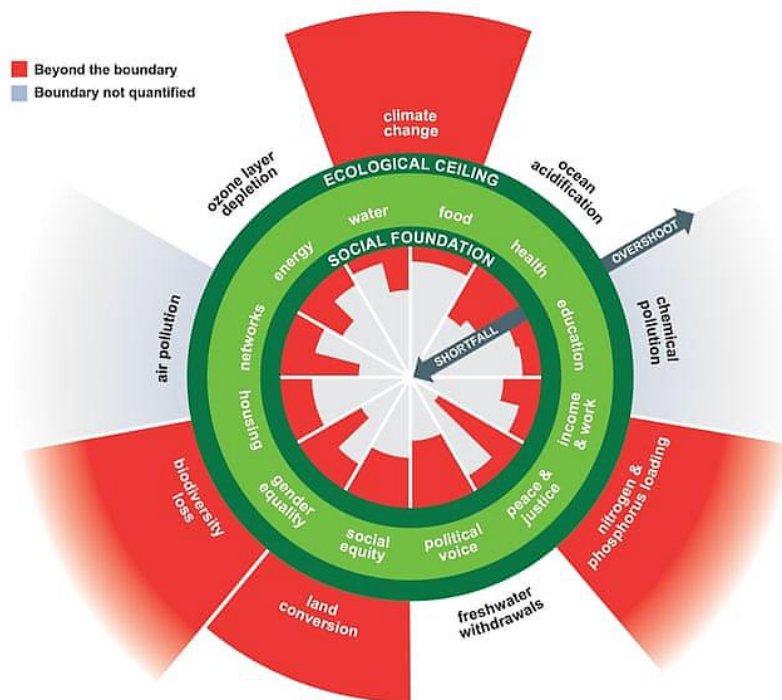 Beyond the boundary
Boundary not quantified
climate
change
ozone layer
depletion
ocean
acidification
ECOLOGICAL CEILING
OVERSHOOT
water
food
energy
health
SOCIAL FOUNDATION
SHORTFALL
networks
education
air pollution
chemical
pollution
housing
income
& work
gender
equality
peace &
justice
social
equity
political
voice
biodiversity
loss
nitrogen &
phosphorus loading
land
conversion
freshwater
withdrawals